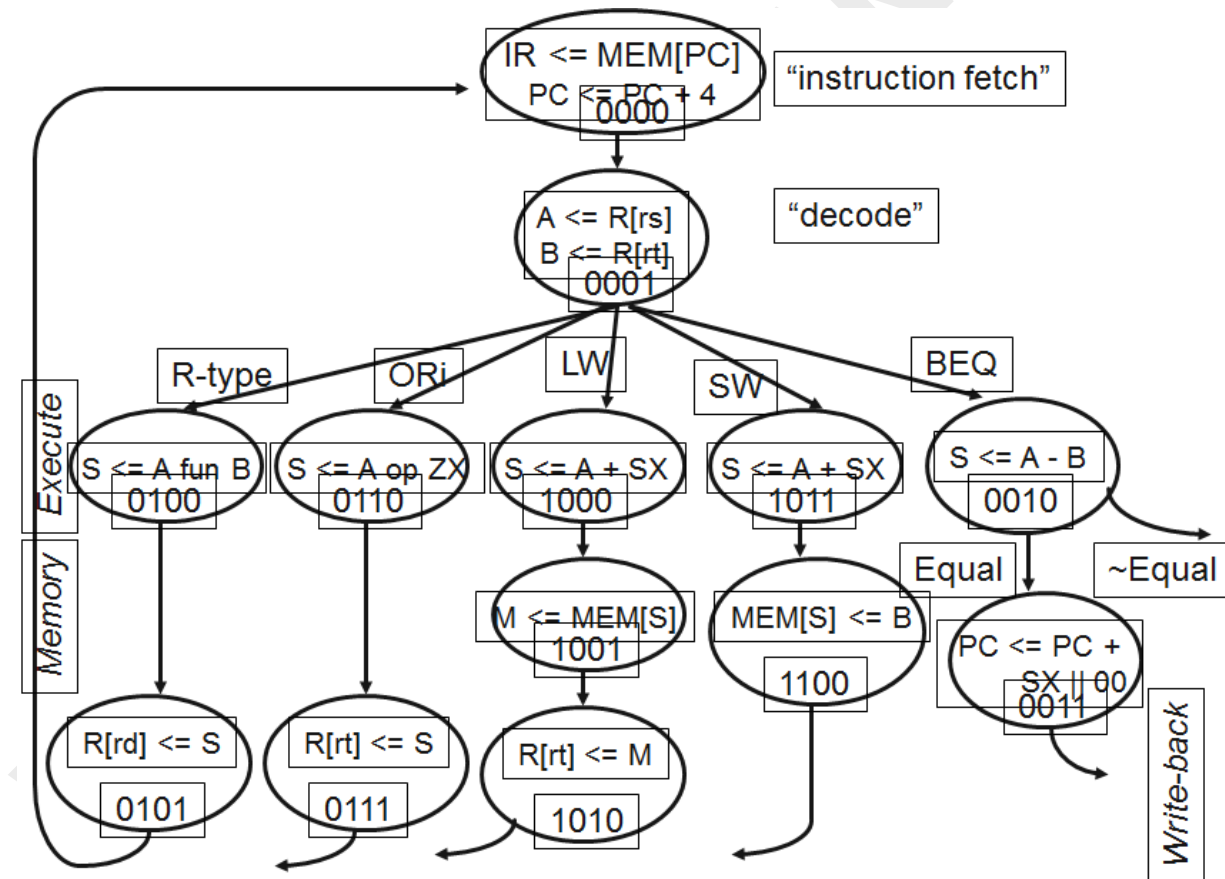 IR <= MEM[PC]
PC <= PC + 4
0000
“instruction fetch”
A <= R[rs]
B <= R[rt]
0001
“decode”
R-type
ORi
LW
SW
BEQ
Execute
S <= A fun B
0100
S <= A op ZX
0110
S <= A + SX
1000
S <= A + SX
1011
S <= A - B
0010
Equal
~Equal
Memory
M <= MEM[S]
1001
MEM[S] <= B
1100
PC <= PC +
SX || 00
0011
R[rd] <= S
0101
R[rt] <= S
0111
R[rt] <= M
1010
Write-back